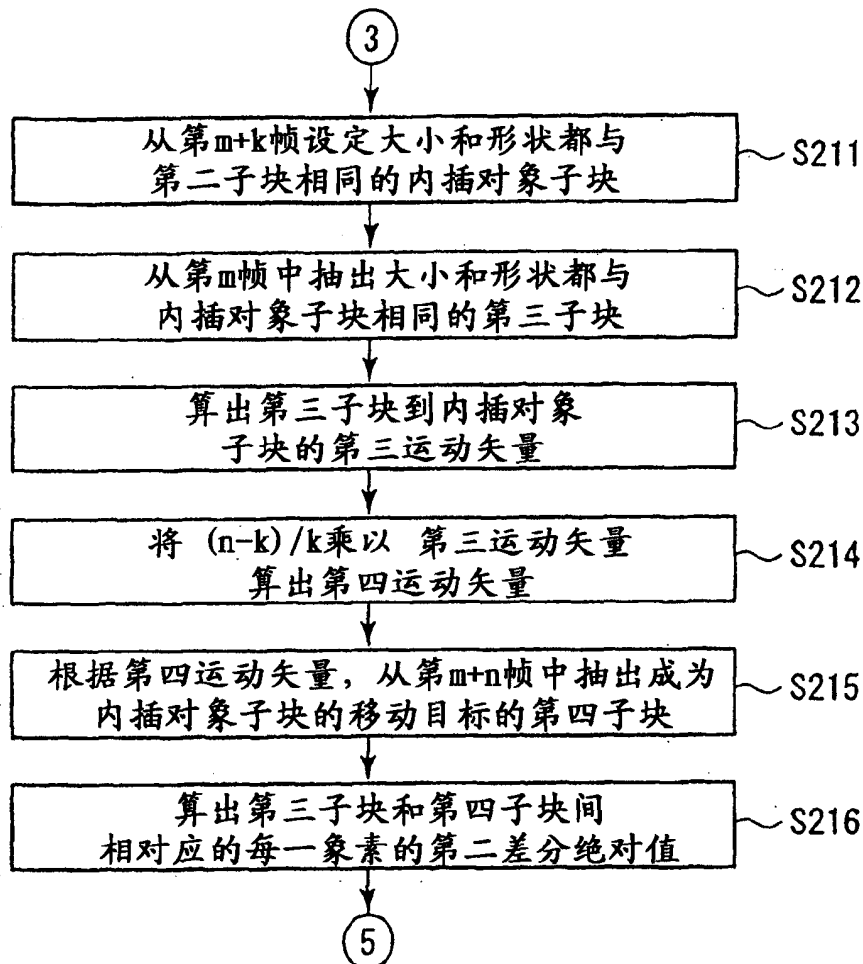 3
从第m+k帧设定大小和形状都与
第二子块相同的内插对象子块
S211
从第m帧中抽出大小和形状都与
内插对象子块相同的第三子块
S212
算出第三子块到内插对象
子块的第三运动矢量
S213
将 (n-k)/k乘以 第三运动矢量
算出第四运动矢量
S214
根据第四运动矢量，从第m+n帧中抽出成为
内插对象子块的移动目标的第四子块
S215
算出第三子块和第四子块间
相对应的每一象素的第二差分绝对值
S216
5